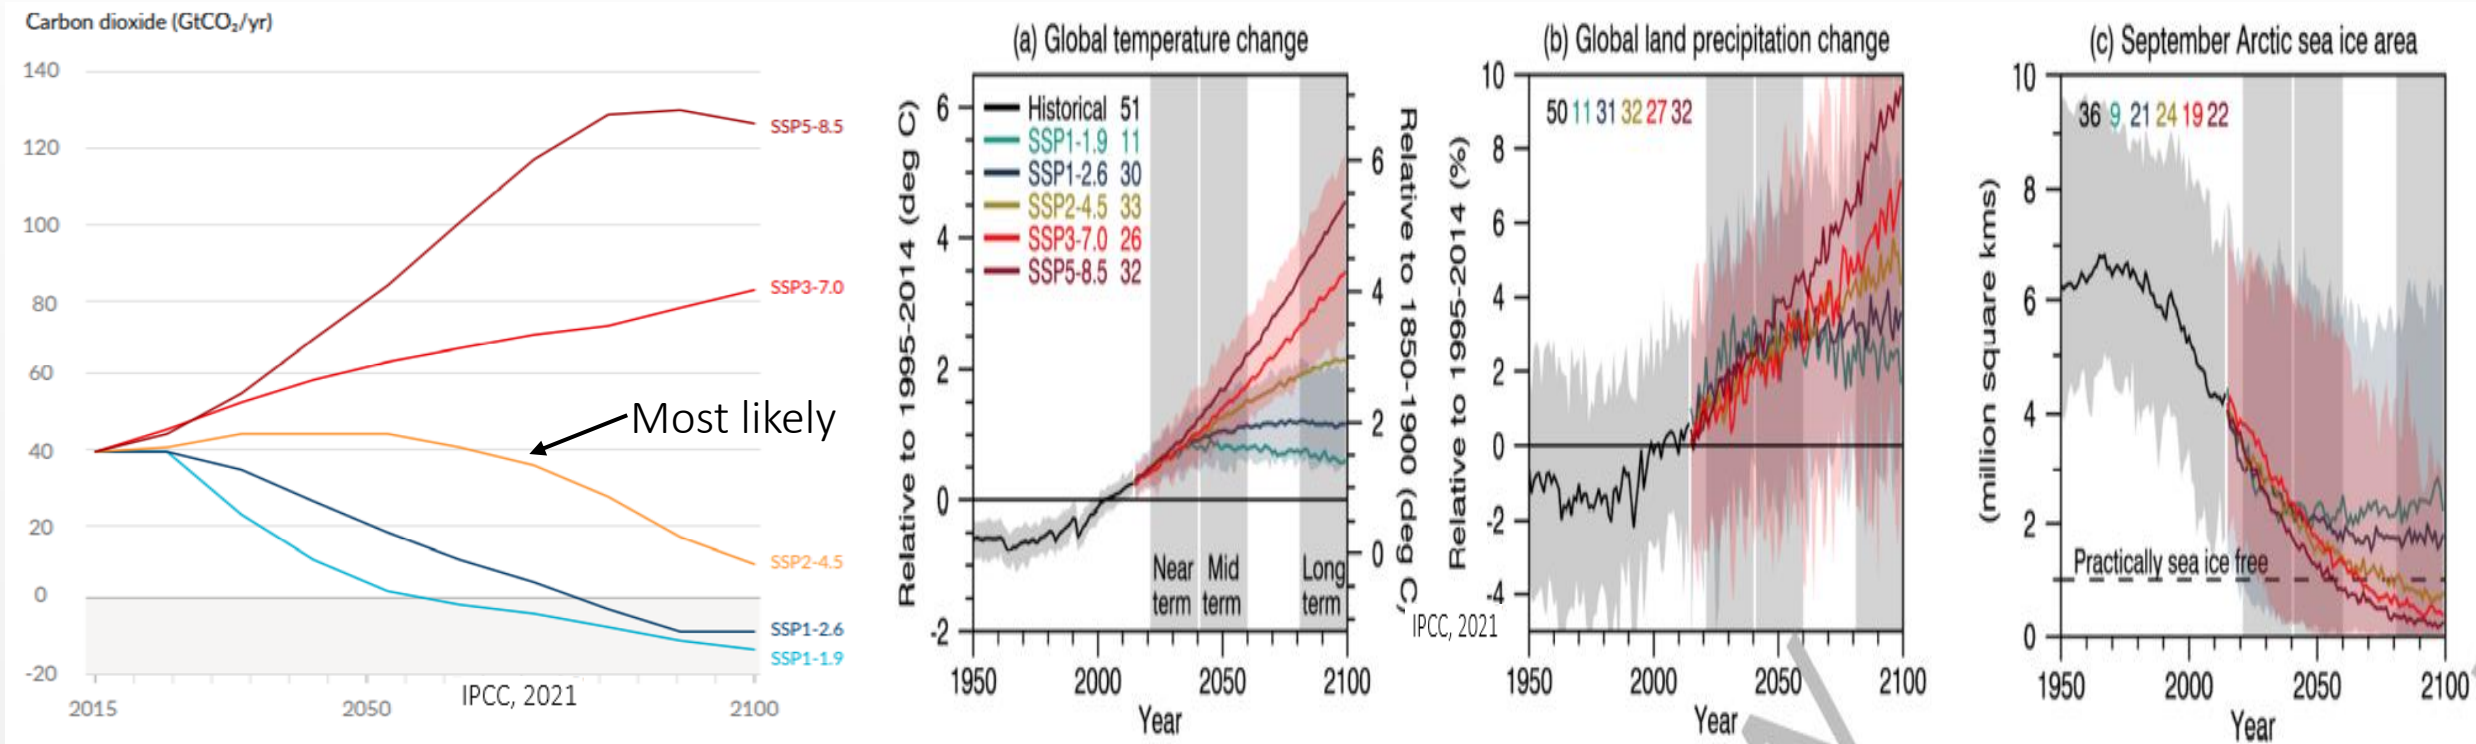 Carbon dioxide (GtCO₂/yr)
140
120
100
80
60
40
20
0
-20
2015
2050
2100
SSP5-8.5
SSP3-7.0
SSP2-4.5
SSP1-2.6
SSP1-1.9
Most likely
IPCC, 2021
(a) Global temperature change
Relative to 1995-2014 (deg C)
6
4
2
0
-2
Historical 51
SSP1-1.9 11
SSP1-2.6 30
SSP2-4.5 33
SSP3-7.0 26
SSP5-8.5 32
Near
term
Mid
term
Long
term
6
4
2
0
Relative to 1850-1900 (deg C)
1950
2000
2050
2100
Year
IPCC, 2021
(b) Global land precipitation change
Relative to 1995-2014 (%)
10
8
6
4
2
0
-2
-4
50 11 31 32 27 32
1950
2000
2050
2100
Year
(c) September Arctic sea ice area
(million square kms)
10
8
6
4
2
0
36 9 21 24 19 22
Practically sea ice free
1950
2000
2050
2100
Year